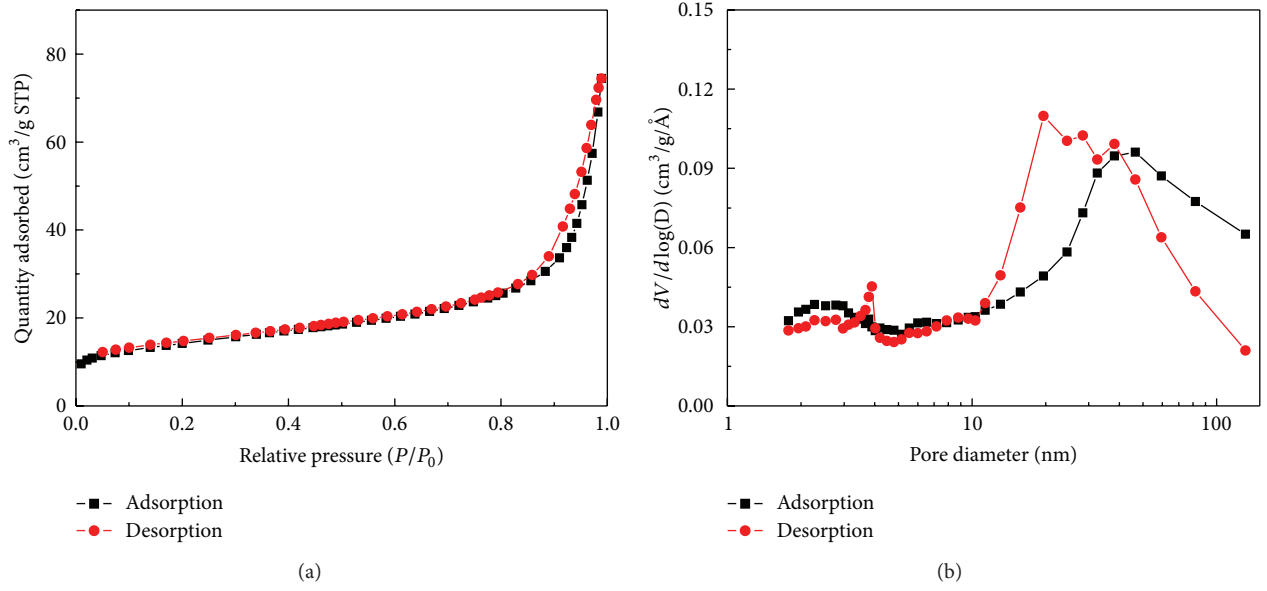 Quantity adsorbed (cm³/g STP)
80
60
40
20
0
0.0 0.2 0.4 0.6 0.8 1.0
Relative pressure (P/P₀)
Adsorption
Desorption
(a)
dV/dlog(D) (cm³/g/Å)
0.15
0.12
0.09
0.06
0.03
0.00
1 10 100
Pore diameter (nm)
Adsorption
Desorption
(b)